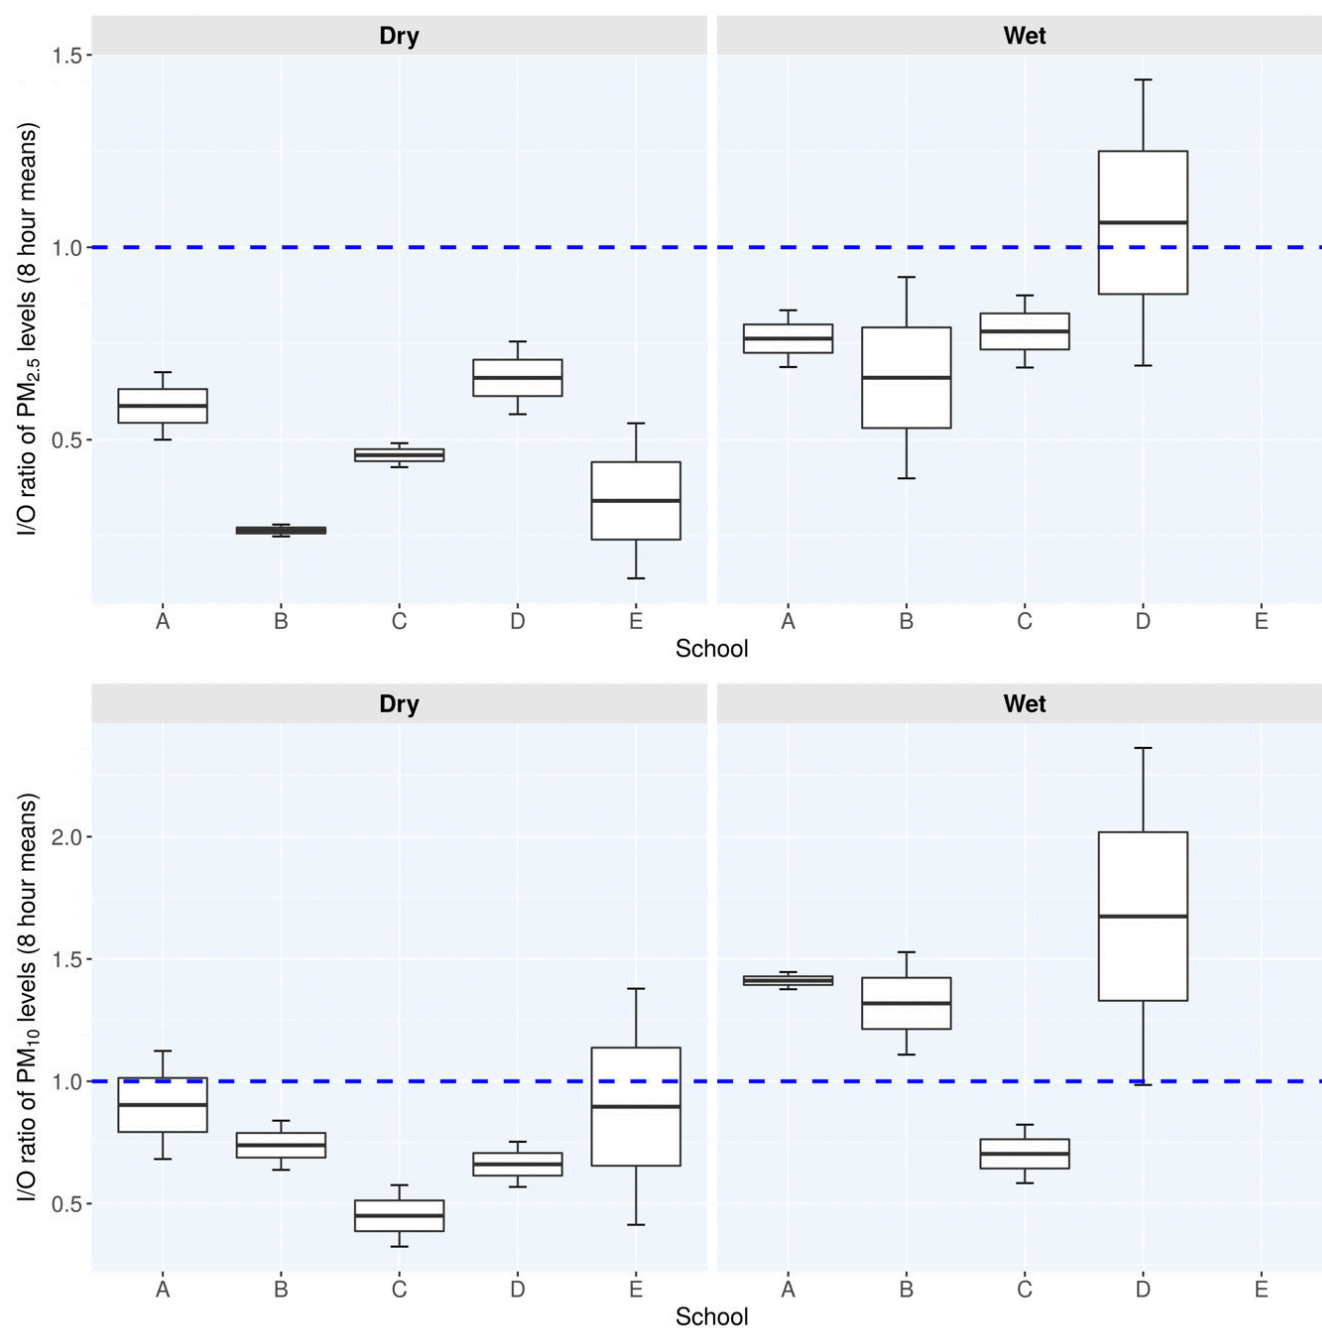 Dry Wet
I/O ratio of PM2.5 levels (8 hour means)
1.5
1.0
0.5
A B C D E A B C D E
School
Dry Wet
I/O ratio of PM10 levels (8 hour means)
2.0
1.5
1.0
0.5
A B C D E A B C D E
School